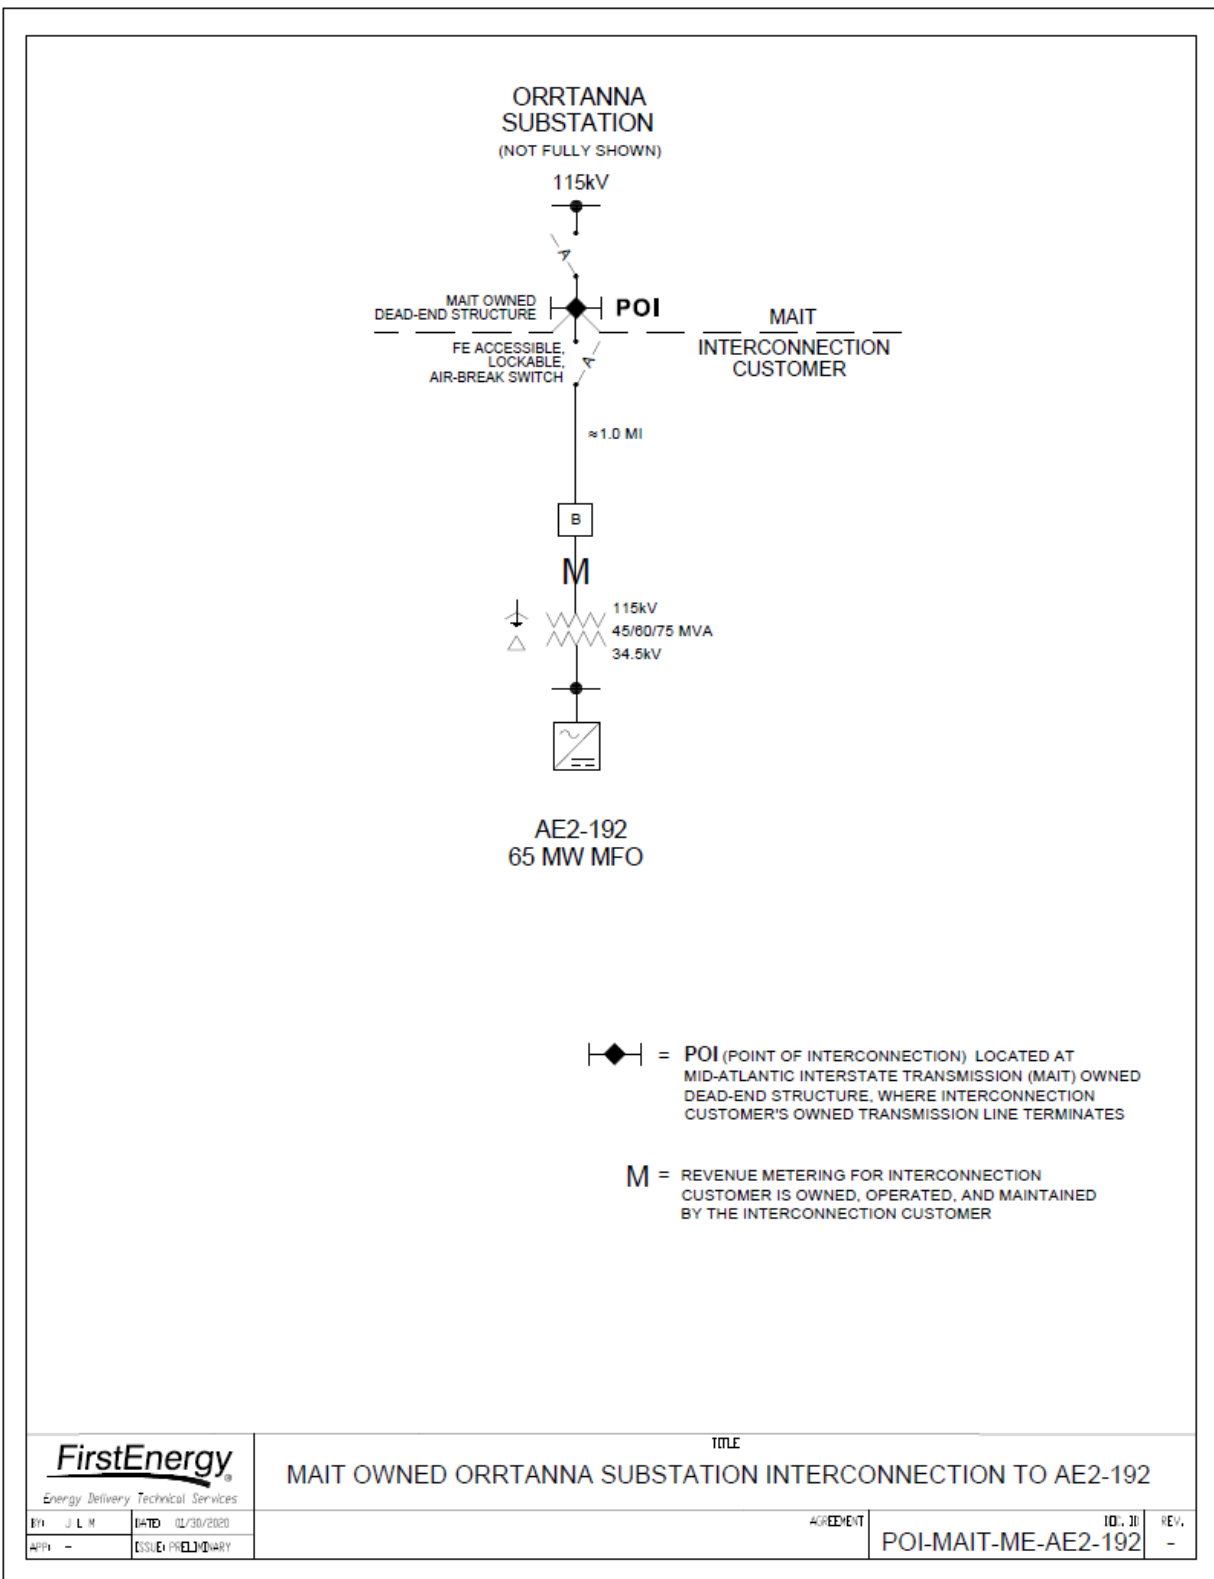 ORRTANNA
SUBSTATION
(NOT FULLY SHOWN)
115kV
A
MAIT OWNED
DEAD-END STRUCTURE
POI
MAIT
INTERCONNECTION
CUSTOMER
FE ACCESSIBLE,
LOCKABLE,
AIR-BREAK SWITCH
A
≈1.0 MI
B
M
115kV
45/60/75 MVA
34.5kV
AE2-192
65 MW MFO
= POI (POINT OF INTERCONNECTION) LOCATED AT
MID-ATLANTIC INTERSTATE TRANSMISSION (MAIT) OWNED
DEAD-END STRUCTURE, WHERE INTERCONNECTION
CUSTOMER'S OWNED TRANSMISSION LINE TERMINATES
M = REVENUE METERING FOR INTERCONNECTION
CUSTOMER IS OWNED, OPERATED, AND MAINTAINED
BY THE INTERCONNECTION CUSTOMER
FirstEnergy®
Energy Delivery Technical Services
TITLE
MAIT OWNED ORRTANNA SUBSTATION INTERCONNECTION TO AE2-192
BY: J L M
DATE: 01/30/2020
APP: -
ISSUE: PRELIMINARY
AGREEMENT
DOC. ID
POI-MAIT-ME-AE2-192
REV.
-